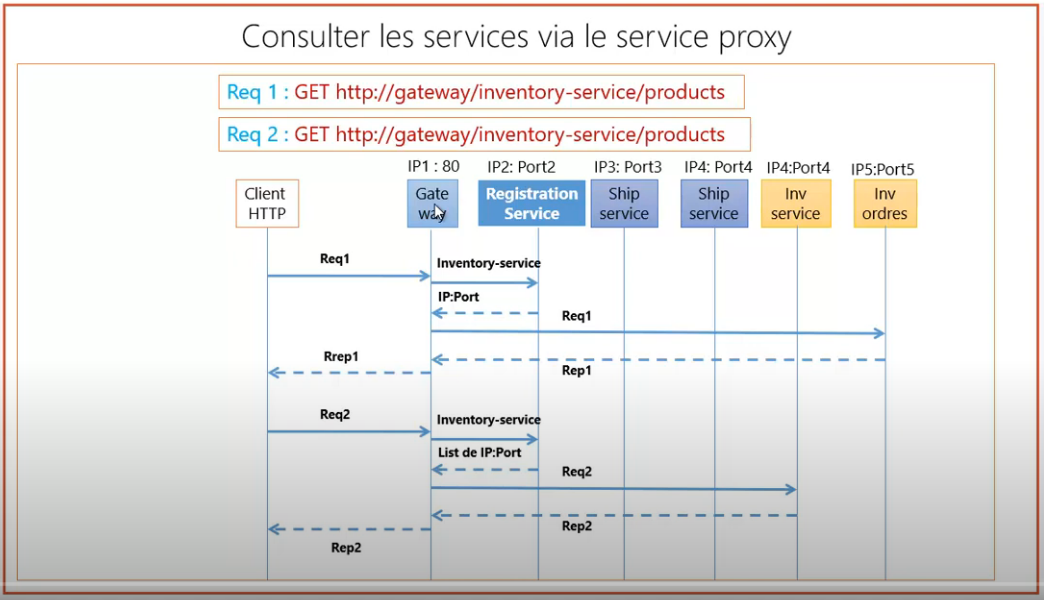 Consulter les services via le service proxy
Req 1 : GET http://gateway/inventory-service/products
Req 2 : GET http://gateway/inventory-service/products
IP1 : 80
IP2: Port2
IP3: Port3
IP4: Port4
IP4:Port4
IP5:Port5
Client
HTTP
Gate
way
Registration
Service
Ship
service
Ship
service
Inv
service
Inv
ordres
Req1
Inventory-service
IP:Port
Req1
Rrep1
Rep1
Req2
Inventory-service
List de IP:Port
Req2
Rep2
Rep2